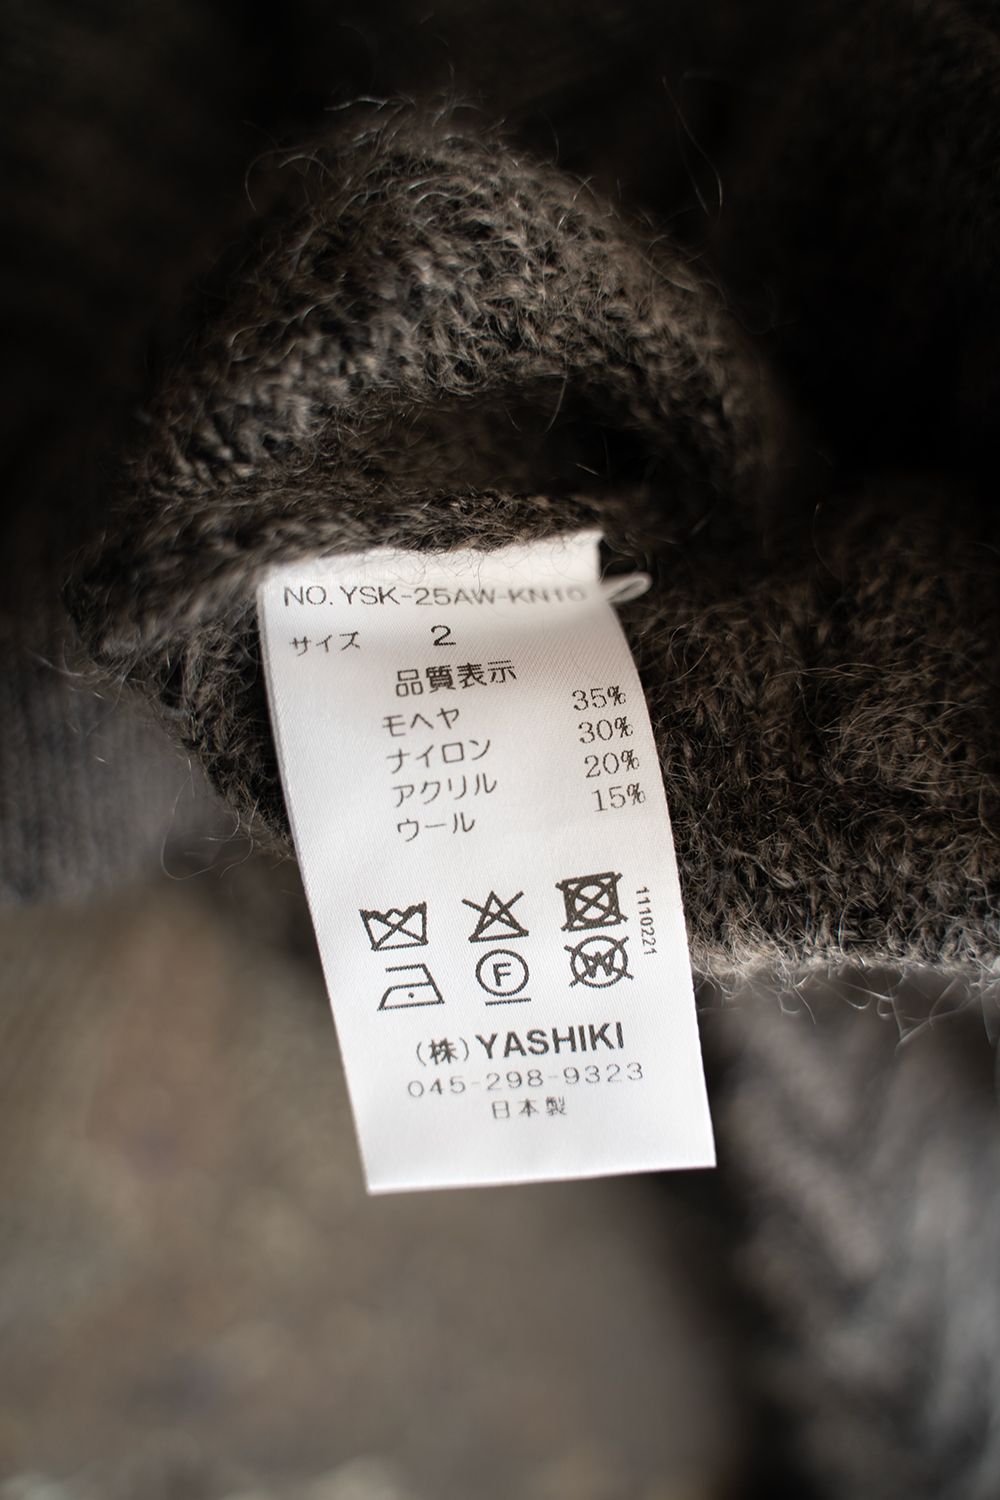 NO. YSK-25AW-KN10
サイズ 2
品質表示
モヘヤ 35%
ナイロン 30%
アクリル 20%
ウール 15%
1110221
F
W
(株)YASHIKI
045-298-9323
日本製